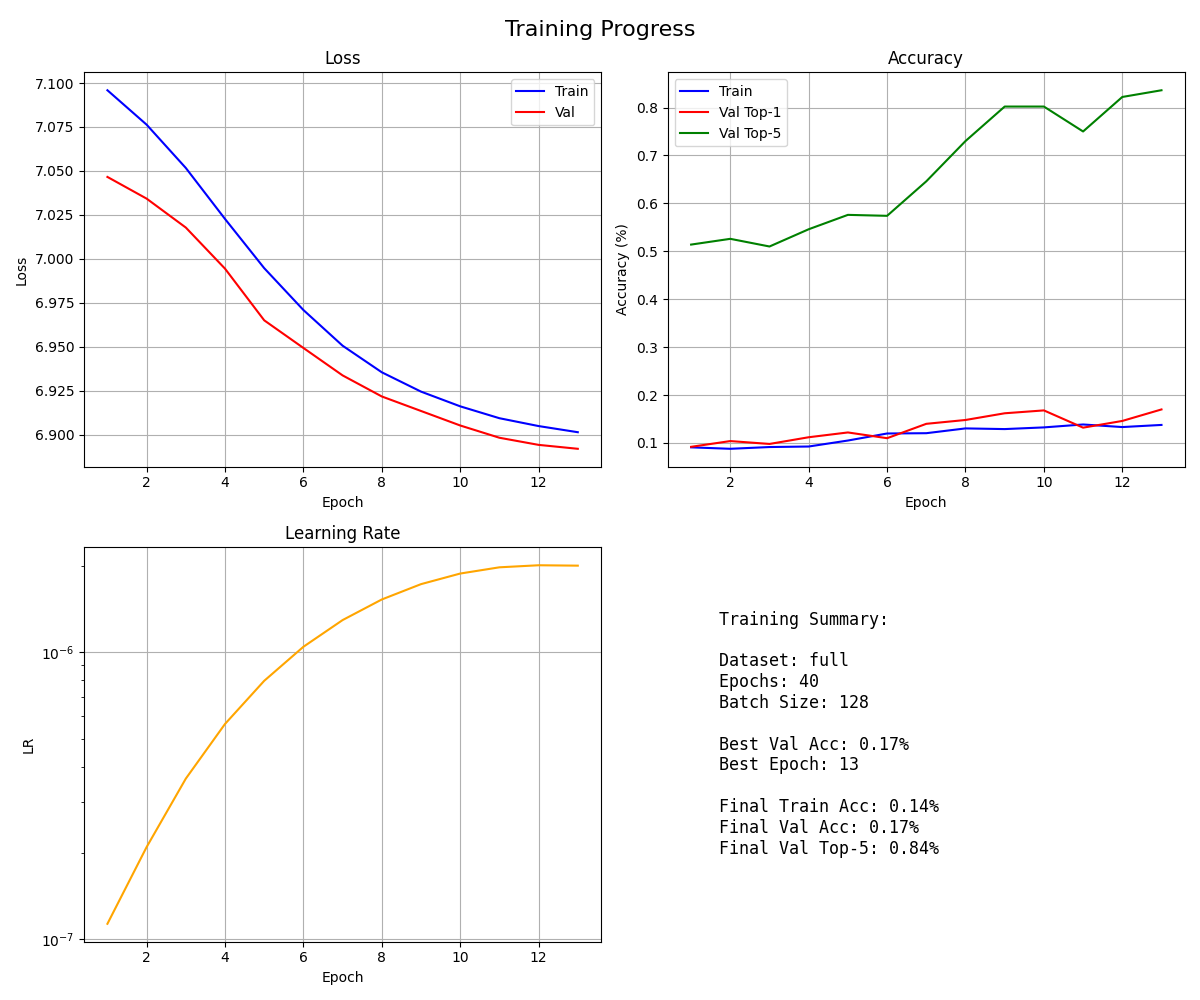 Training Progress
Loss
7.100
7.075
7.050
7.025
7.000
6.975
6.950
6.925
6.900
Loss
Train
Val
2 4 6 8 10 12
Epoch
Accuracy
0.8
0.7
0.6
0.5
0.4
0.3
0.2
0.1
Accuracy (%)
Train
Val Top-1
Val Top-5
2 4 6 8 10 12
Epoch
Learning Rate
10⁻⁶
10⁻⁷
LR
2 4 6 8 10 12
Epoch
Training Summary:
Dataset: full
Epochs: 40
Batch Size: 128
Best Val Acc: 0.17%
Best Epoch: 13
Final Train Acc: 0.14%
Final Val Acc: 0.17%
Final Val Top-5: 0.84%